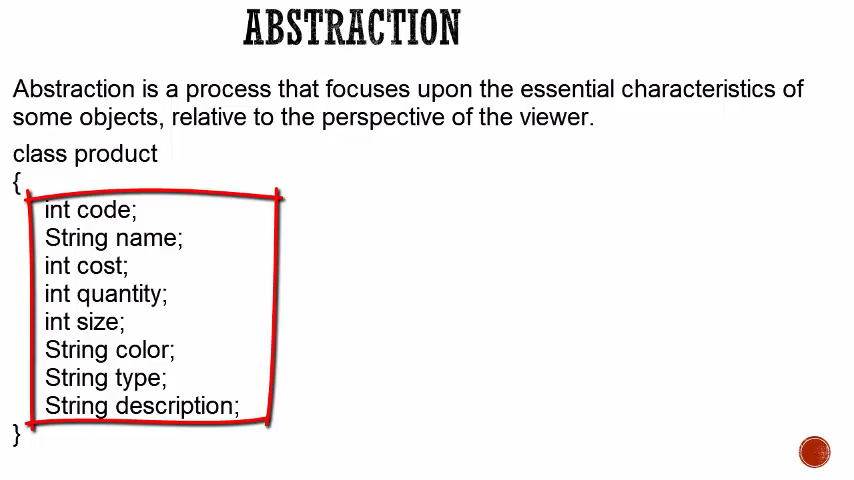 ABSTRACTION
Abstraction is a process that focuses upon the essential characteristics of
some objects, relative to the perspective of the viewer.
class product
{
int code;
String name;
int cost;
int quantity;
int size;
String color;
String type;
String description;
}